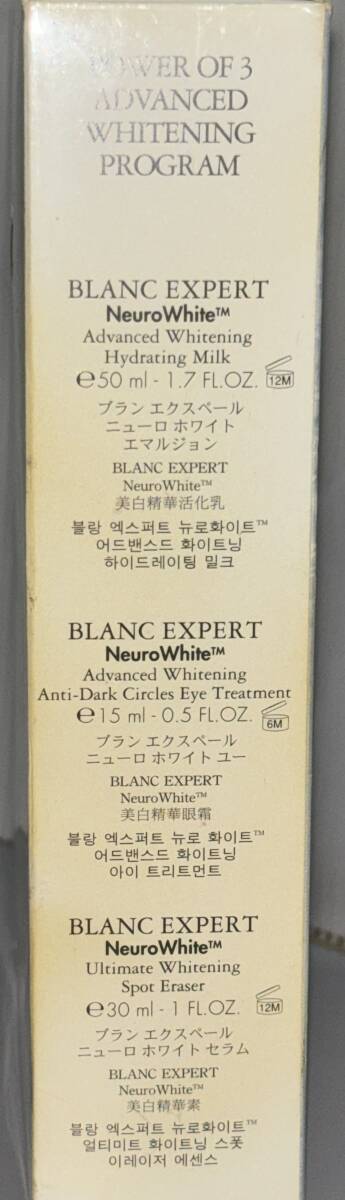 POWER OF 3
ADVANCED
WHITENING
PROGRAM
BLANC EXPERT
NeuroWhite™
Advanced Whitening
Hydrating Milk
e50 ml - 1.7 FL.OZ. 12M
ブラン エクスペール
ニューロ ホワイト
エマルジョン
BLANC EXPERT
NeuroWhite™
美白精華活化乳
블랑 엑스퍼트 뉴로화이트™
어드밴스드 화이트닝
하이드레이팅 밀크
BLANC EXPERT
NeuroWhite™
Advanced Whitening
Anti-Dark Circles Eye Treatment
e15 ml - 0.5 FL.OZ. 6M
ブラン エクスペール
ニューロ ホワイト ユー
BLANC EXPERT
NeuroWhite™
美白精華眼霜
블랑 엑스퍼트 뉴로 화이트™
어드밴스드 화이트닝
아이 트리트먼트
BLANC EXPERT
NeuroWhite™
Ultimate Whitening
Spot Eraser
e30 ml - 1 FL.OZ. 12M
ブラン エクスペール
ニューロ ホワイト セラム
BLANC EXPERT
NeuroWhite™
美白精華素
블랑 엑스퍼트 뉴로화이트™
얼티미트 화이트닝 스폿
이레이저 에센스